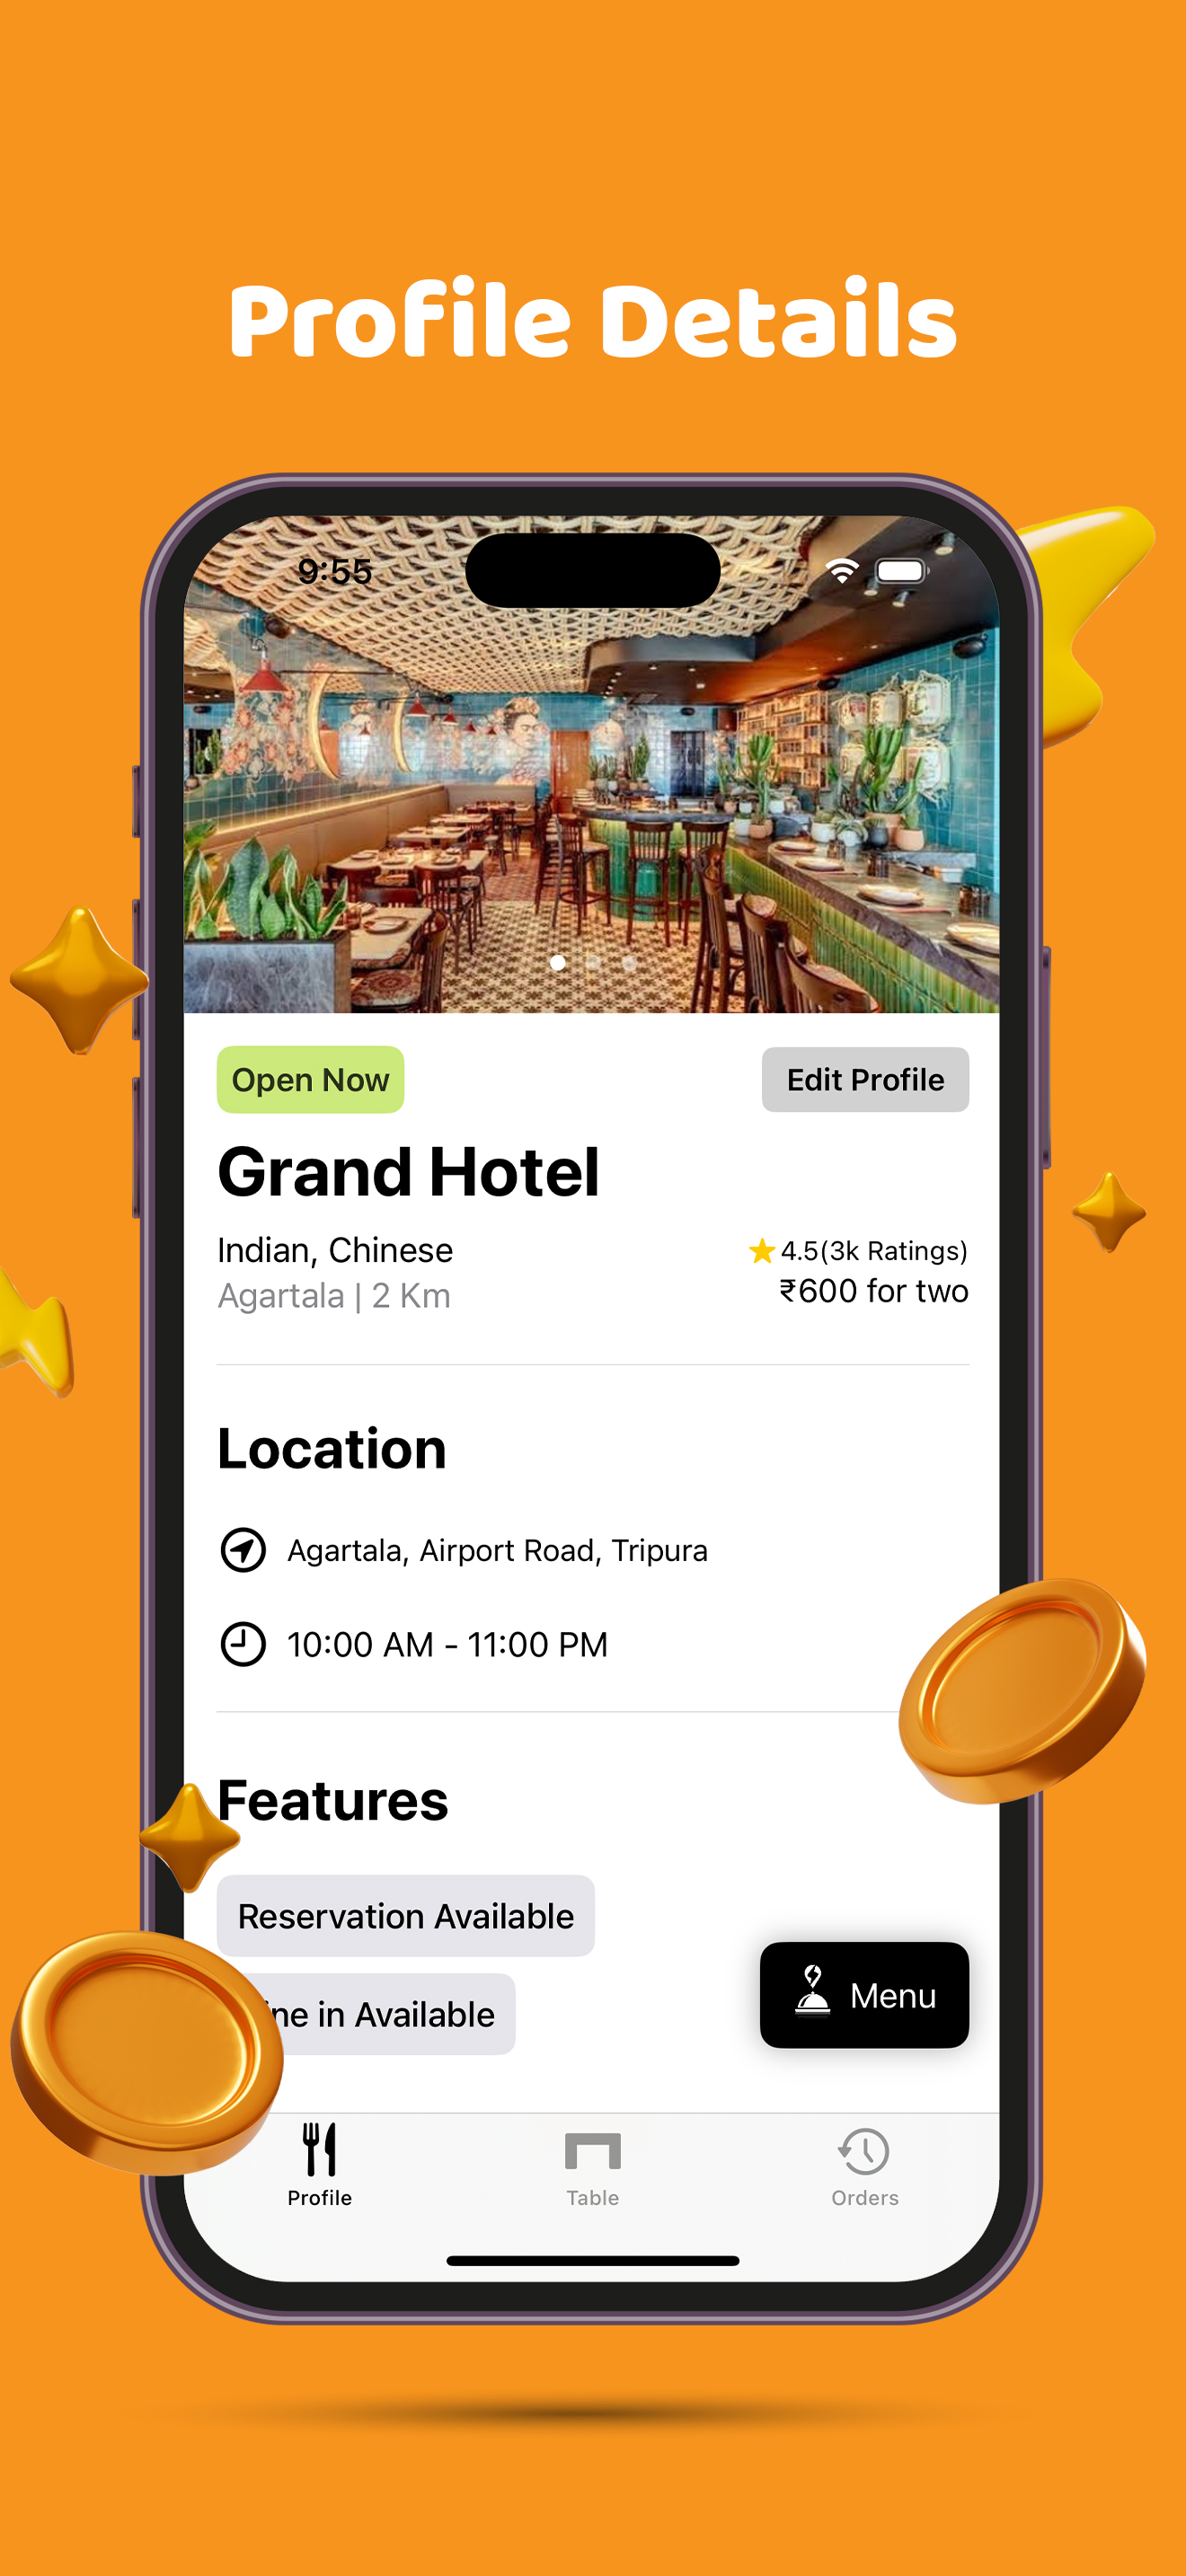 Profile Details
9:55
Open Now
Edit Profile
Grand Hotel
Indian, Chinese
4.5(3k Ratings)
Agartala | 2 Km
₹600 for two
Location
Agartala, Airport Road, Tripura
10:00 AM - 11:00 PM
Features
Reservation Available
ine in Available
Menu
Profile
Table
Orders